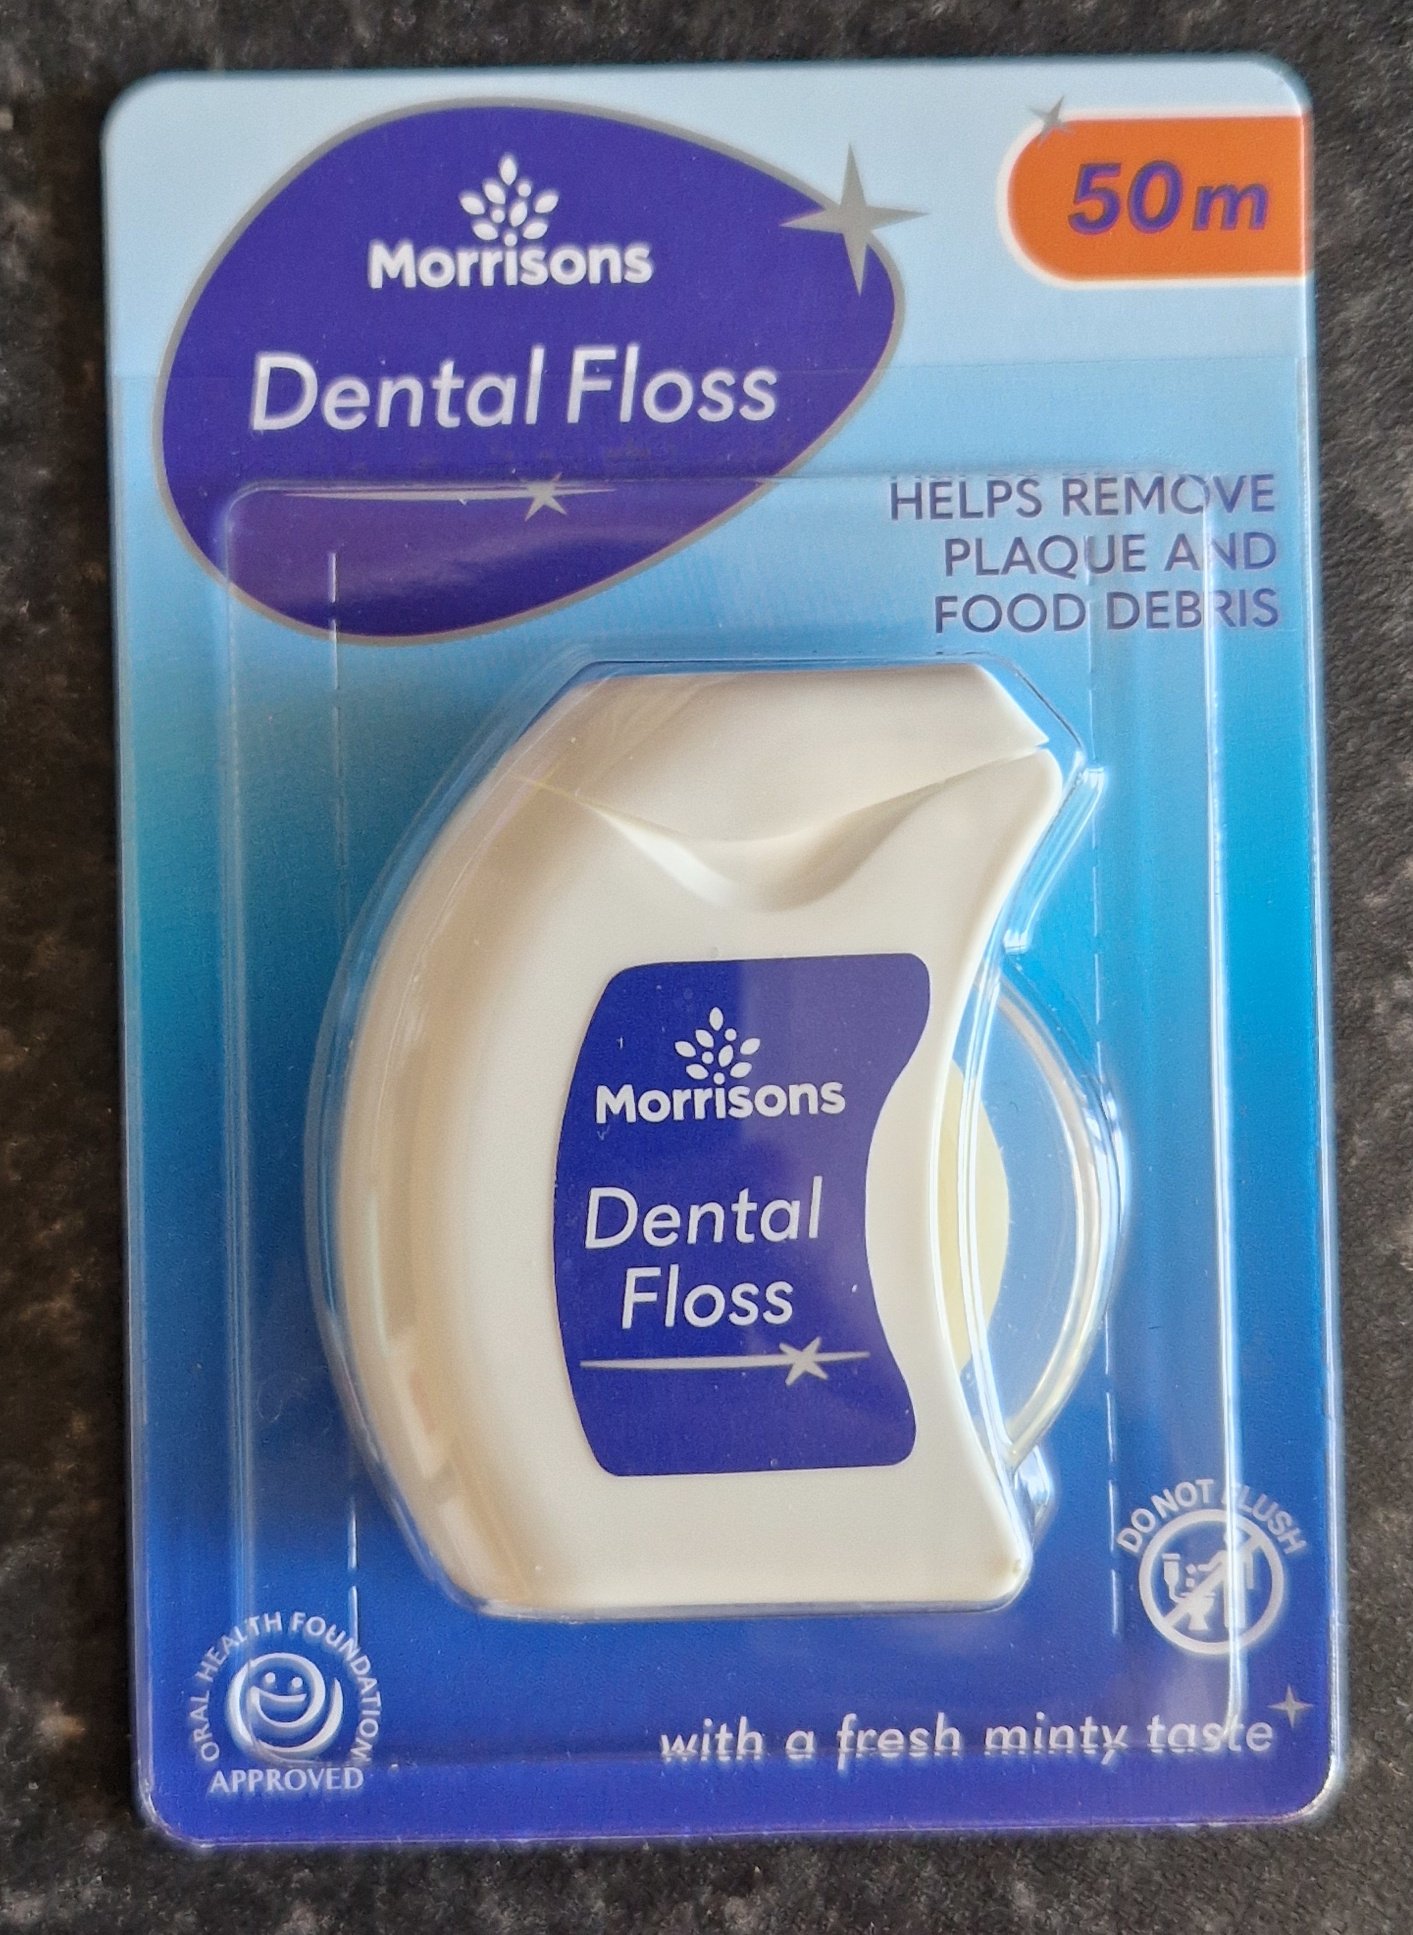 Morrisons
Dental Floss
50m
HELPS REMOVE
PLAQUE AND
FOOD DEBRIS
Morrisons
Dental
Floss
DO NOT FLUSH
ORAL HEALTH FOUNDATION
APPROVED
with a fresh minty taste